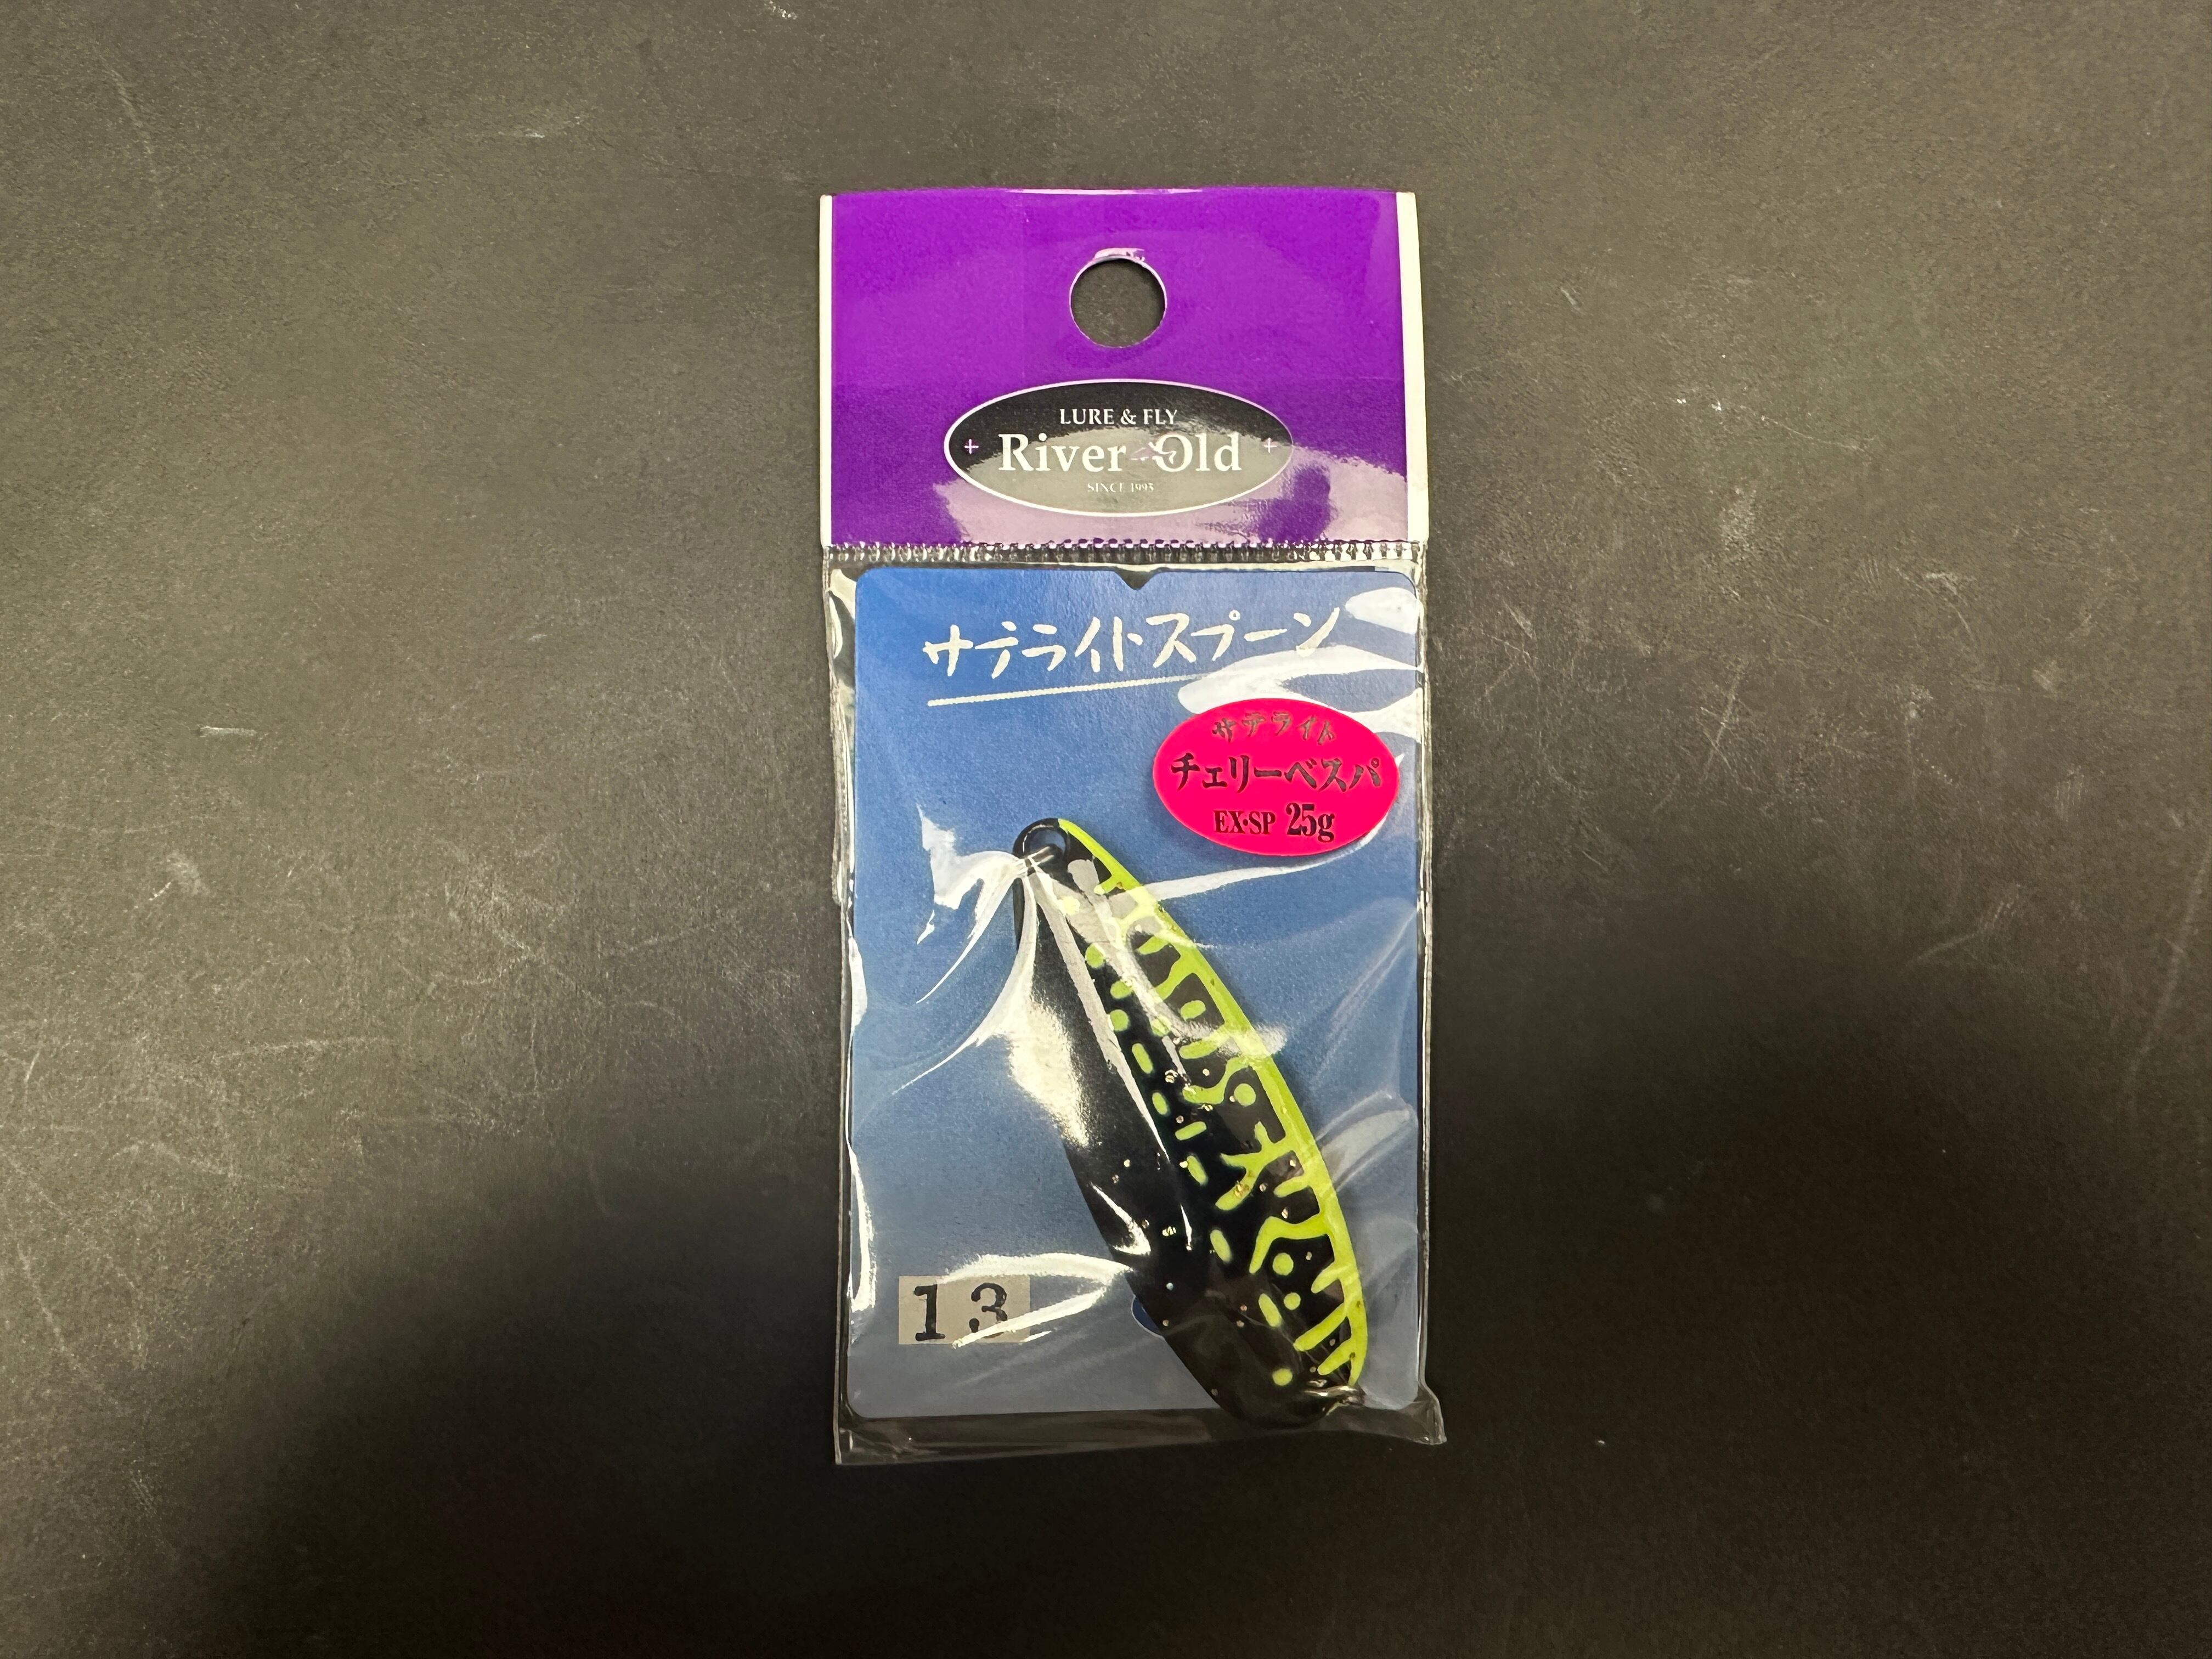 LURE & FLY
River Old
SINCE 1993
サテライトスプーン
サテライト
チェリーベスパ
EX・SP 25g
13